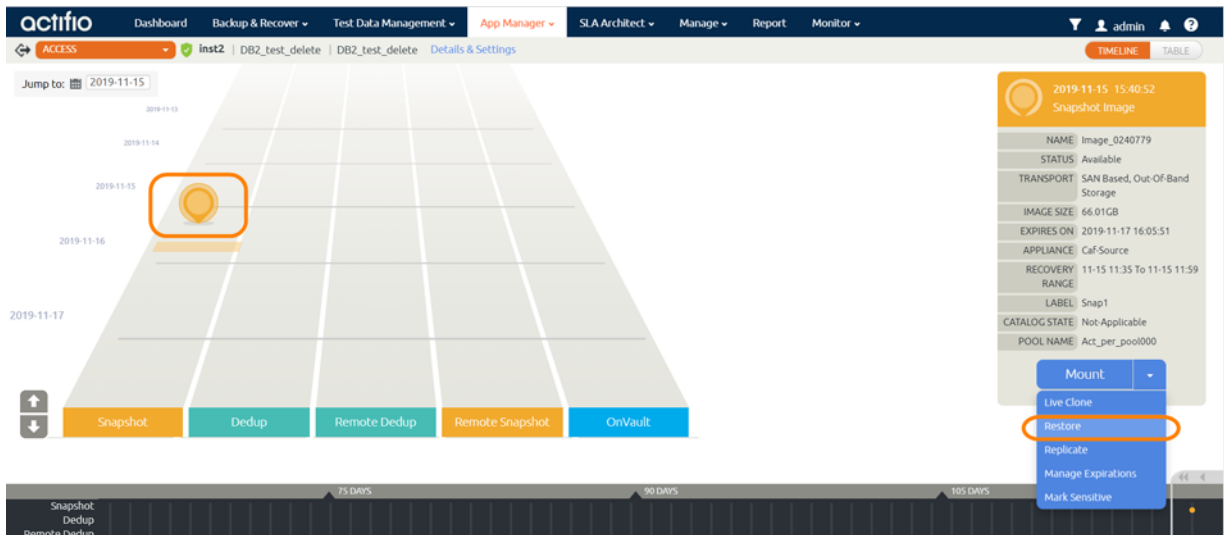 actifio Dashboard Backup & Recover Test Data Management App Manager SLA Architect Manage Report Monitor admin
ACCESS inst2 | DB2_test_delete | DB2_test_delete Details & Settings TIMELINE TABLE
Jump to: 2019-11-15
2019-11-13
2019-11-14
2019-11-15
2019-11-16
2019-11-17
Snapshot Dedup Remote Dedup Remote Snapshot OnVault
2019-11-15 15:40:52
Snapshot Image
NAME Image_0240779
STATUS Available
TRANSPORT SAN Based, Out-Of-Band
Storage
IMAGE SIZE 66.01GB
EXPIRES ON 2019-11-17 16:05:51
APPLIANCE Caf-Source
RECOVERY 11-15 11:35 To 11-15 11:59
RANGE
LABEL Snap1
CATALOG STATE Not-Applicable
POOL NAME Act_per_pool000
Mount
Live Clone
Restore
Replicate
Manage Expirations
Mark Sensitive
75 DAYS 90 DAYS 105 DAYS
Snapshot
Dedup
Remote Dedup